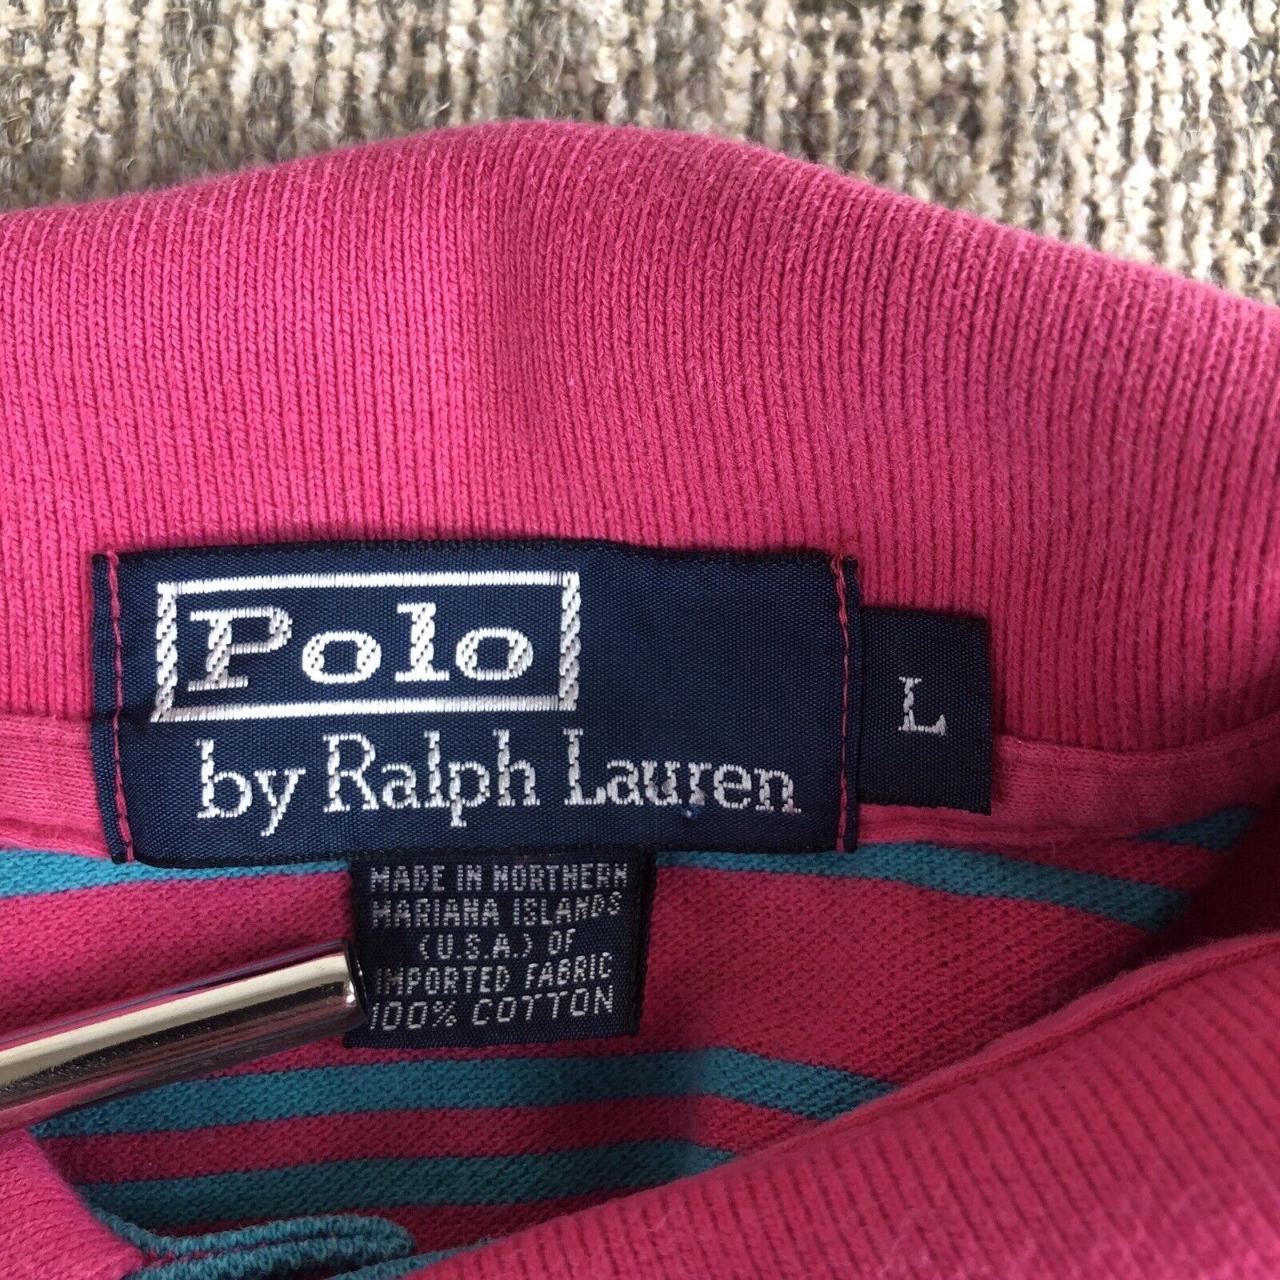 Polo
by Ralph Lauren
L
MADE IN NORTHERN
MARIANA ISLANDS
(U.S.A.) OF
IMPORTED FABRIC
100% COTTON